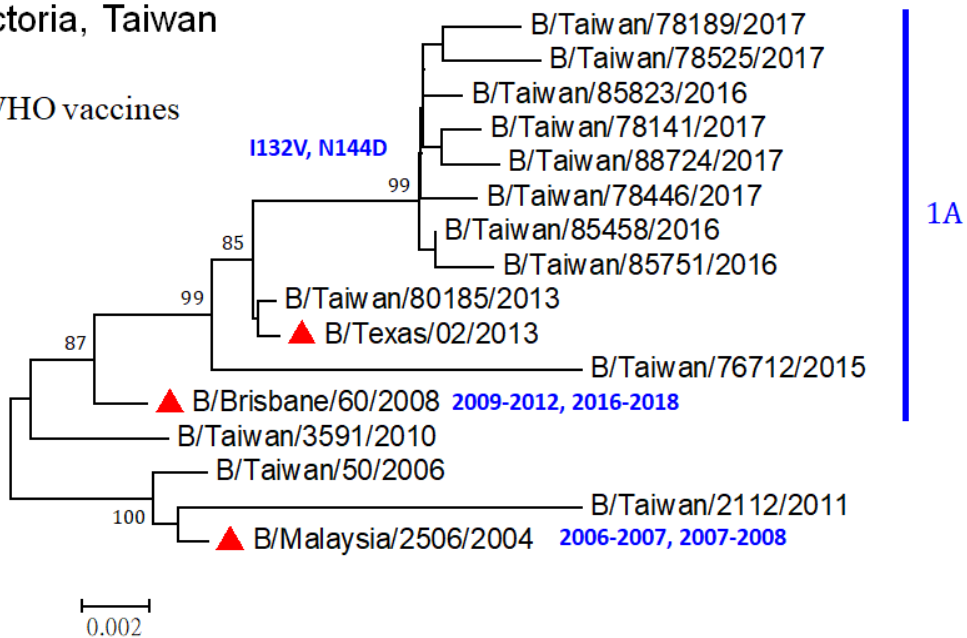 ctoria, Taiwan
B/Taiwan/78189/2017
B/Taiwan/78525/2017
B/Taiwan/85823/2016
WHO vaccines
B/Taiwan/78141/2017
I132V, N144D
B/Taiwan/88724/2017
99
B/Taiwan/78446/2017
1A
B/Taiwan/85458/2016
85
B/Taiwan/85751/2016
99
B/Taiwan/80185/2013
B/Texas/02/2013
87
B/Taiwan/76712/2015
B/Brisbane/60/2008 2009-2012, 2016-2018
B/Taiwan/3591/2010
B/Taiwan/50/2006
B/Taiwan/2112/2011
100
B/Malaysia/2506/2004 2006-2007, 2007-2008
0.002